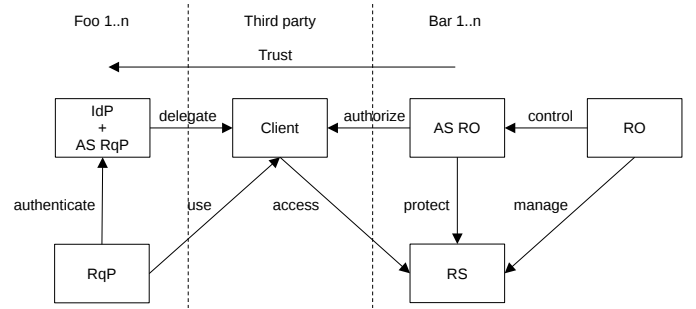 Foo 1..n
Third party
Bar 1..n
Trust
IdP
+
AS RqP
delegate
Client
authorize
AS RO
control
RO
authenticate
use
access
protect
manage
RqP
RS